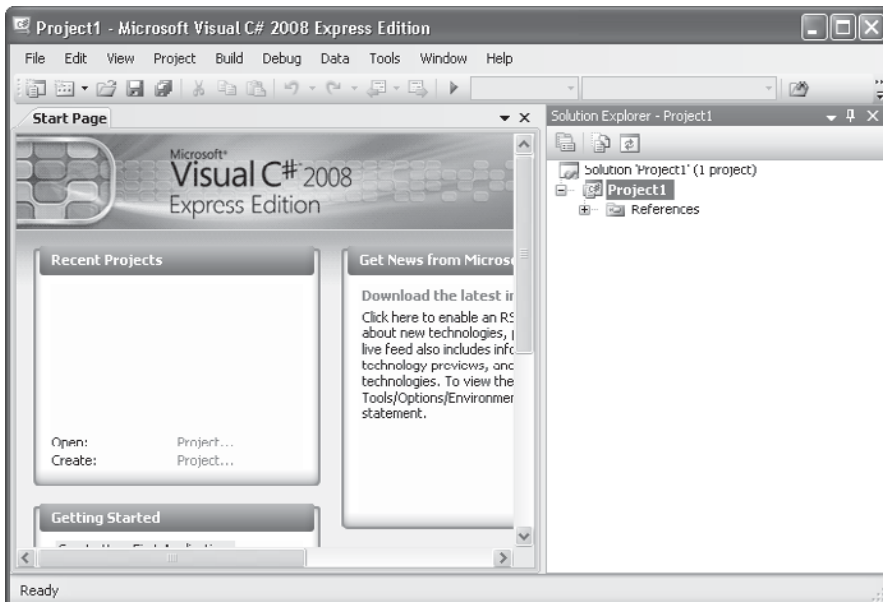 Project1 - Microsoft Visual C# 2008 Express Edition
File Edit View Project Build Debug Data Tools Window Help
Start Page
Microsoft®
Visual C# 2008
Express Edition
Recent Projects
Open: Project...
Create: Project...
Getting Started
Get News from Micros
Download the latest
Click here to enable an RS
about new technologies,
live feed also includes
technology previews, and
technologies. To view the
Tools/Options/
statement.
Solution Explorer - Project1
Solution 'Project1' (1 project)
Project1
References
Ready